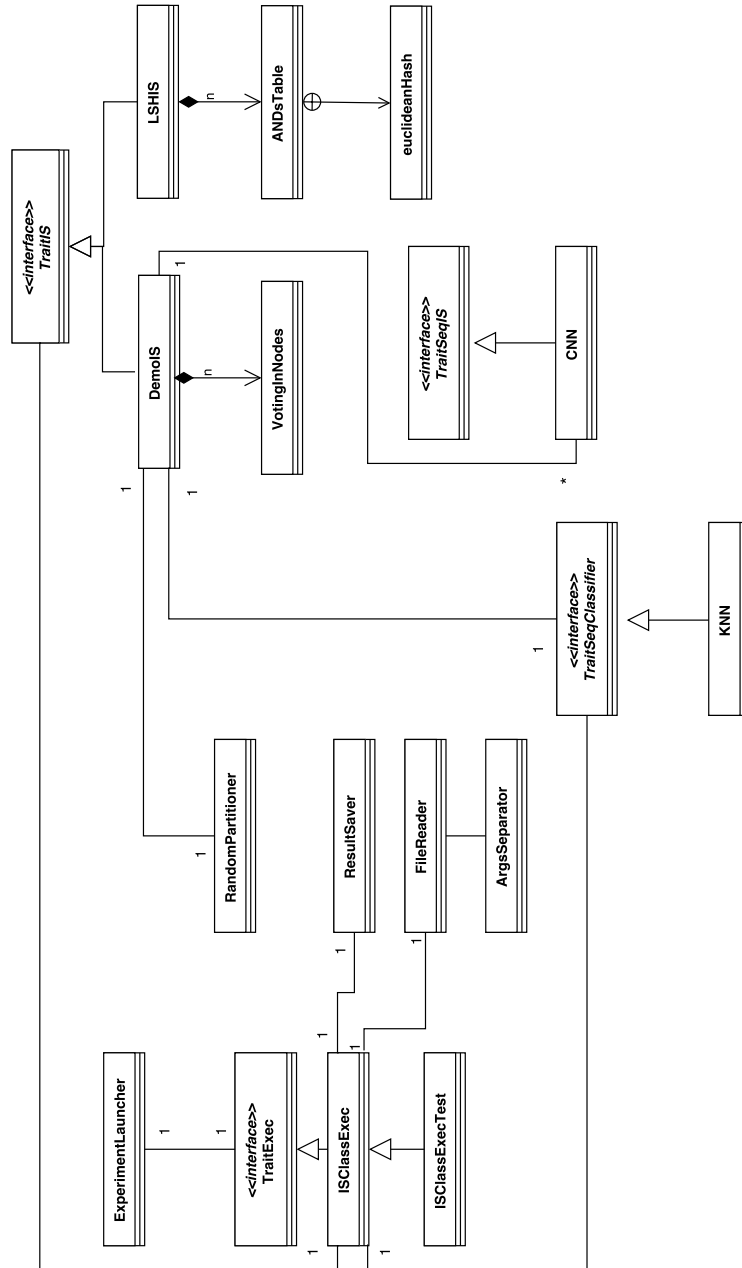 LSHIS
n
ANDsTable
euclideanHash
<<interface>>
TraitIS
1
DemoIS
n
VotingInNodes
<<interface>>
TraitSeqIS
CNN
*
1
1
<<interface>>
TraitSeqClassifier
1
KNN
RandomPartitioner
1
ResultSaver
1
FileReader
1
ArgsSeparator
ExperimentLauncher
1
1
<<interface>>
TraitExec
1
1
ISClassExec
1
1
ISClassExecTest